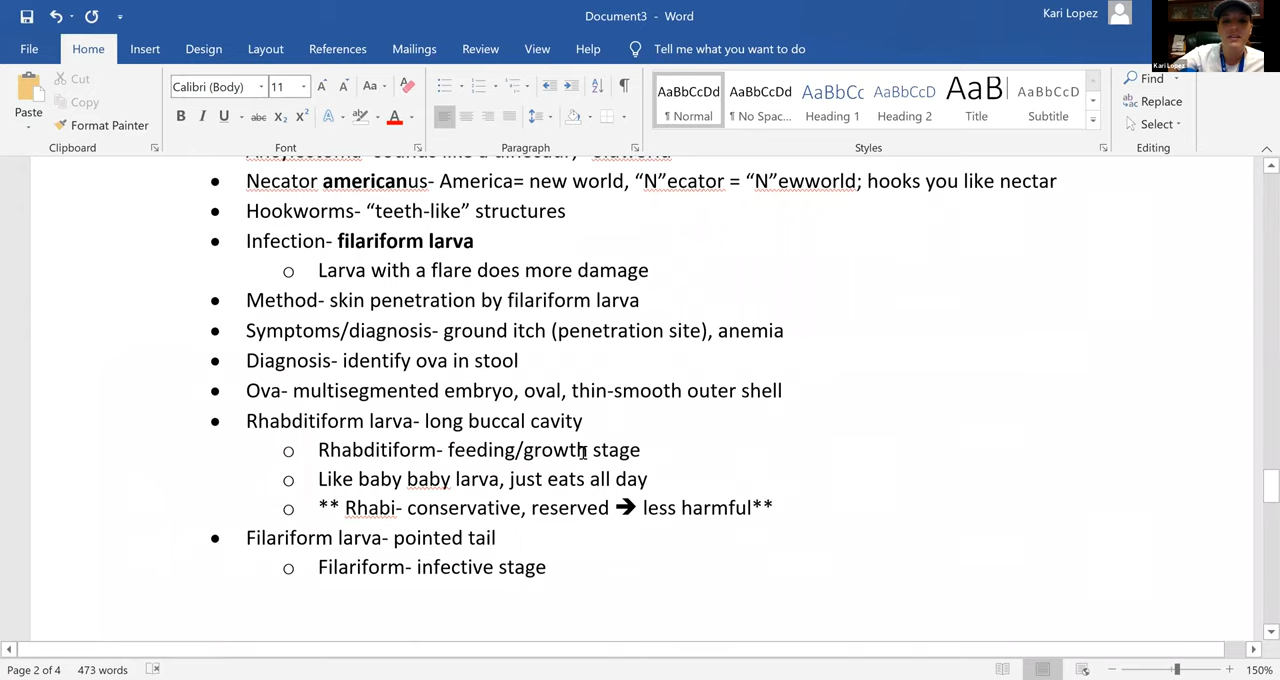 Document3 - Word
Kari Lopez
Kari Lopez
File Home Insert Design Layout References Mailings Review View Help Tell me what you want to do
Paste
Cut
Copy
Format Painter
Clipboard
Calibri (Body) 11
Font
Paragraph
AaBbCcDd
¶ Normal
AaBbCcDd
¶ No Spac...
AaBbCc
Heading 1
AaBbCcD
Heading 2
AaB
Title
AaBbCcD
Subtitle
Styles
Find
Replace
Select
Editing
• Necator americanus- America= new world, “N”ecator = “N”ewworld; hooks you like nectar
• Hookworms- “teeth-like” structures
• Infection- filariform larva
o Larva with a flare does more damage
• Method- skin penetration by filariform larva
• Symptoms/diagnosis- ground itch (penetration site), anemia
• Diagnosis- identify ova in stool
• Ova- multisegmented embryo, oval, thin-smooth outer shell
• Rhabditiform larva- long buccal cavity
o Rhabditiform- feeding/growth stage
o Like baby baby larva, just eats all day
o ** Rhabi- conservative, reserved ➔ less harmful**
• Filariform larva- pointed tail
o Filariform- infective stage
Page 2 of 4 473 words 150%